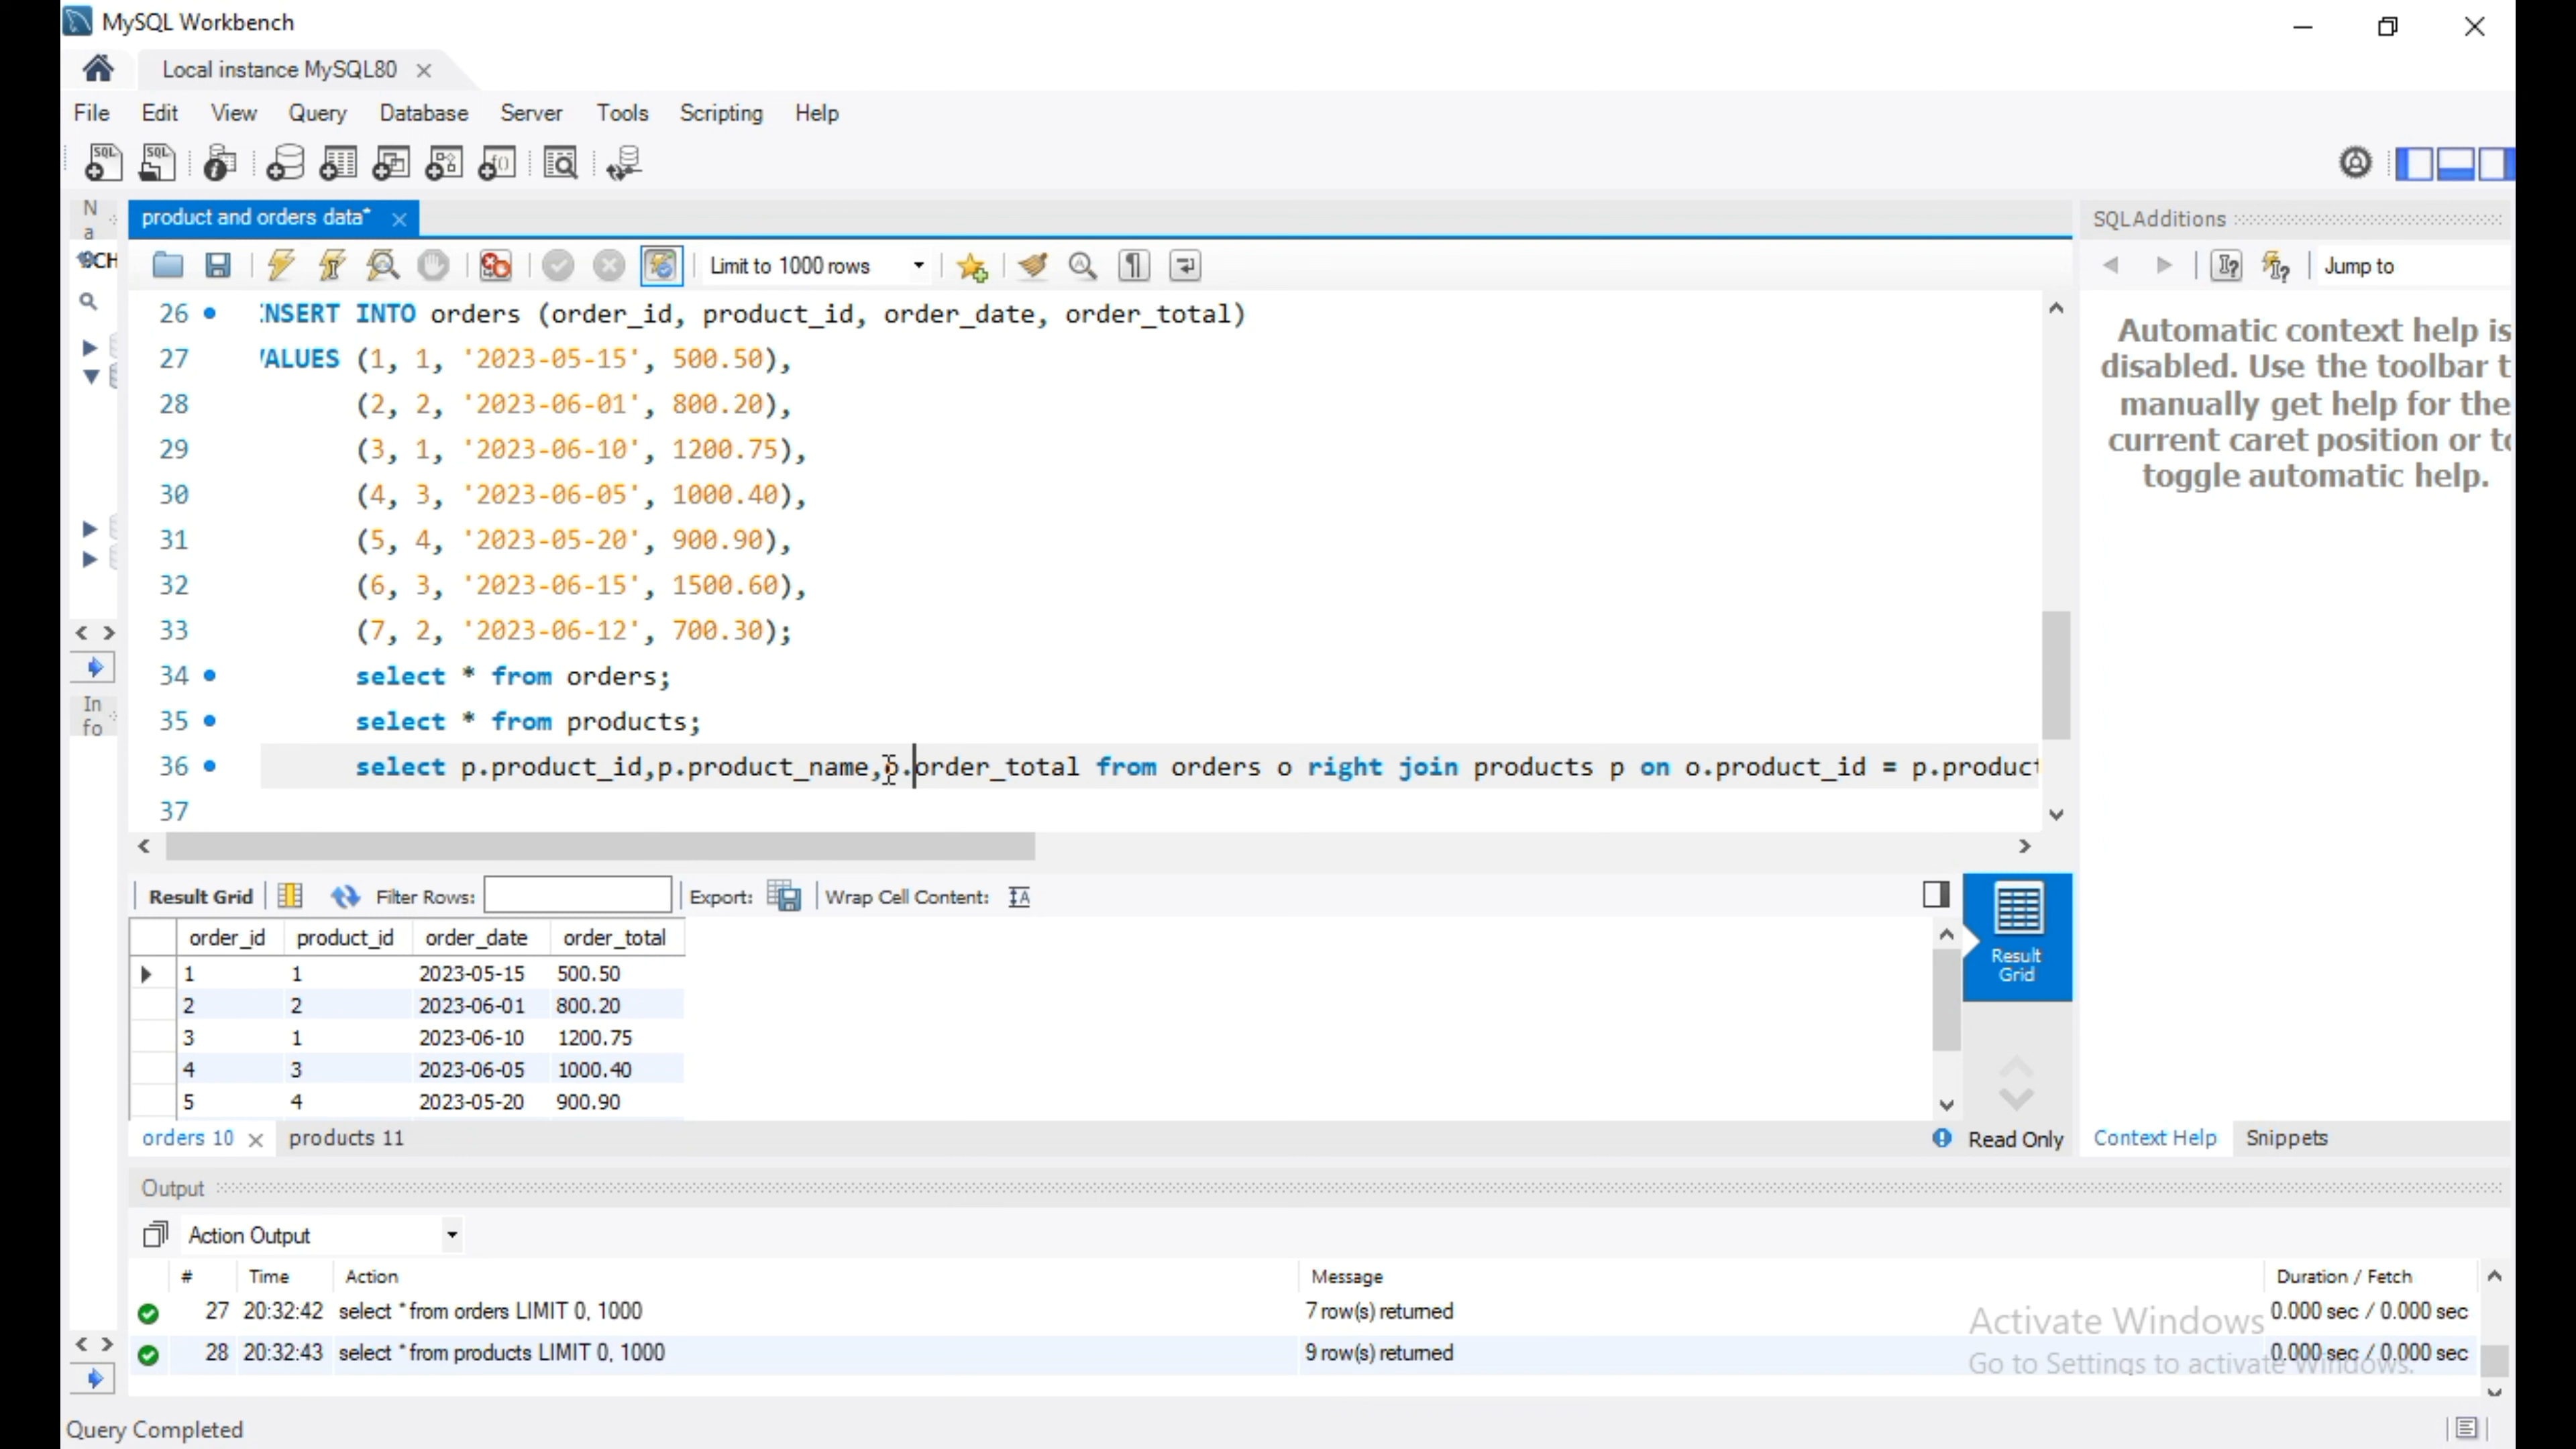 MySQL Workbench
Local instance MySQL80
File Edit View Query Database Server Tools Scripting Help
N
a
SCH
product and orders data*
SQLAdditions
Limit to 1000 rows
Jump to
26 NSERT INTO orders (order_id, product_id, order_date, order_total)
27 VALUES (1, 1, '2023-05-15', 500.50),
28 (2, 2, '2023-06-01', 800.20),
29 (3, 1, '2023-06-10', 1200.75),
30 (4, 3, '2023-06-05', 1000.40),
31 (5, 4, '2023-05-20', 900.90),
32 (6, 3, '2023-06-15', 1500.60),
33 (7, 2, '2023-06-12', 700.30);
34 select * from orders;
35 select * from products;
36 select p.product_id,p.product_name,o.order_total from orders o right join products p on o.product_id = p.product
37
Automatic context help is
disabled. Use the toolbar t
manually get help for the
current caret position or to
toggle automatic help.
In
fo
Result Grid Filter Rows: Export: Wrap Cell Content:
order_id product_id order_date order_total
1 1 2023-05-15 500.50
2 2 2023-06-01 800.20
3 1 2023-06-10 1200.75
4 3 2023-06-05 1000.40
5 4 2023-05-20 900.90
Result
Grid
orders 10 products 11
Read Only
Context Help Snippets
Output
Action Output
# Time Action Message Duration / Fetch
27 20:32:42 select * from orders LIMIT 0, 1000 7 row(s) returned 0.000 sec / 0.000 sec
28 20:32:43 select * from products LIMIT 0, 1000 9 row(s) returned 0.000 sec / 0.000 sec
Activate Windows
Go to Settings to activate Windows.
Query Completed